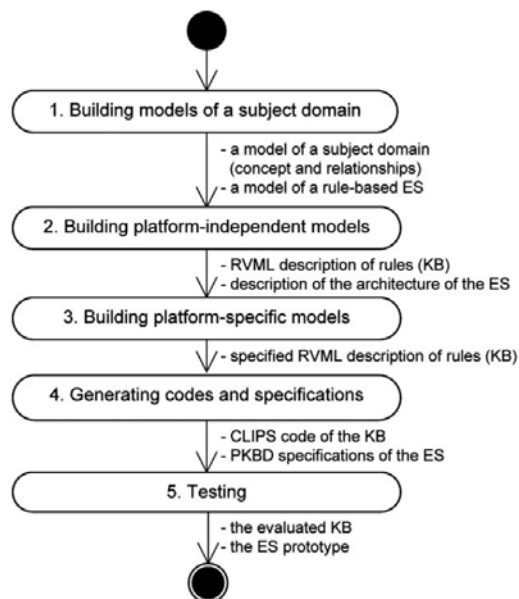 1. Building models of a subject domain
- a model of a subject domain
(concept and relationships)
- a model of a rule-based ES
2. Building platform-independent models
- RVML description of rules (KB)
- description of the architecture of the ES
3. Building platform-specific models
- specified RVML description of rules (KB)
4. Generating codes and specifications
- CLIPS code of the KB
- PKBD specifications of the ES
5. Testing
- the evaluated KB
- the ES prototype